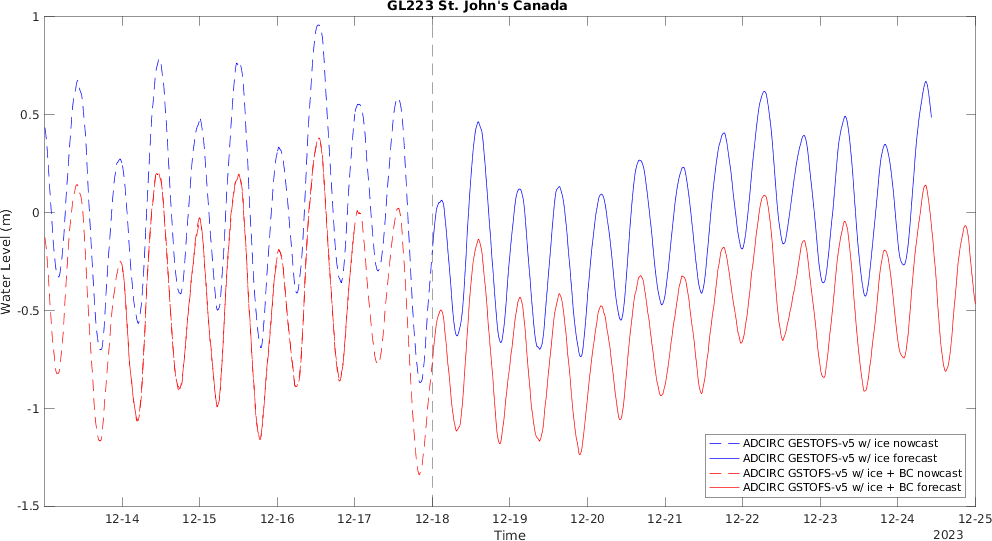 GL223 St. John's Canada
1
0.5
0
-0.5
-1
-1.5
Water Level (m)
12-14 12-15 12-16 12-17 12-18 12-19 12-20 12-21 12-22 12-23 12-24 12-25
Time
2023
ADCIRC GESTOFS-v5 w/ ice nowcast
ADCIRC GESTOFS-v5 w/ ice forecast
ADCIRC GSTOFS-v5 w/ ice + BC nowcast
ADCIRC GSTOFS-v5 w/ ice + BC forecast